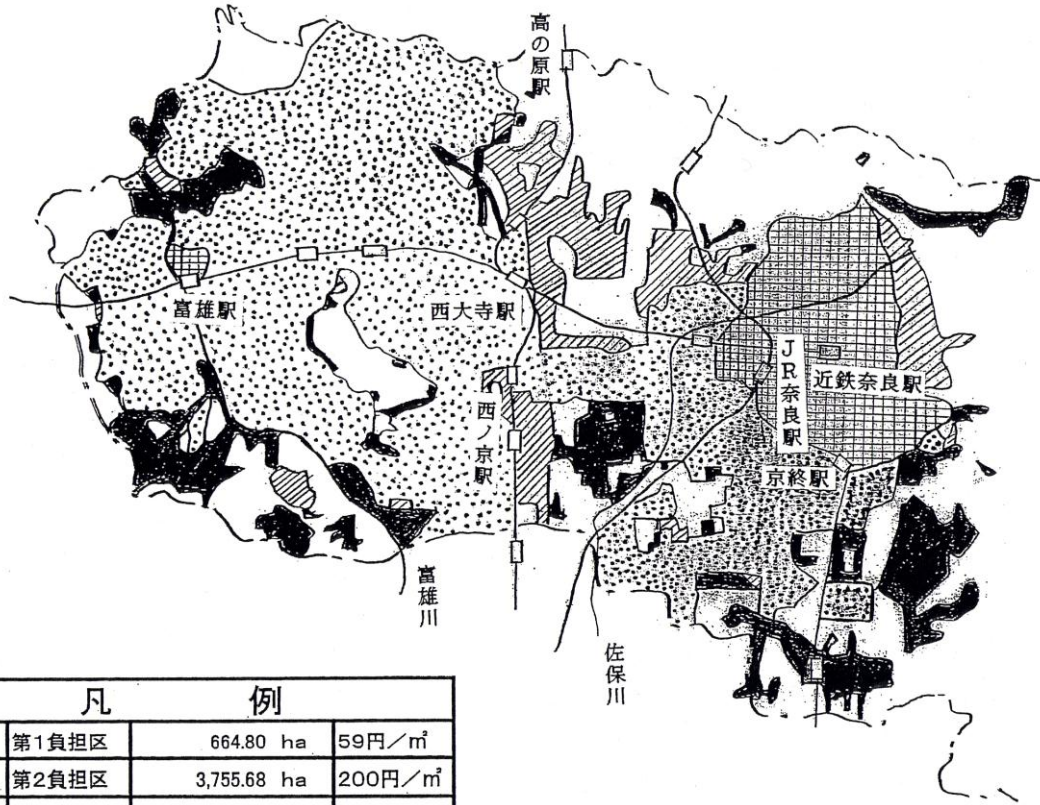 高の原駅
富雄駅
西大寺駅
JR奈良駅
近鉄奈良駅
西ノ京駅
京終駅
富雄川
佐保川
凡例
第1負担区 664.80 ha 59円/㎡
第2負担区 3,755.68 ha 200円/㎡